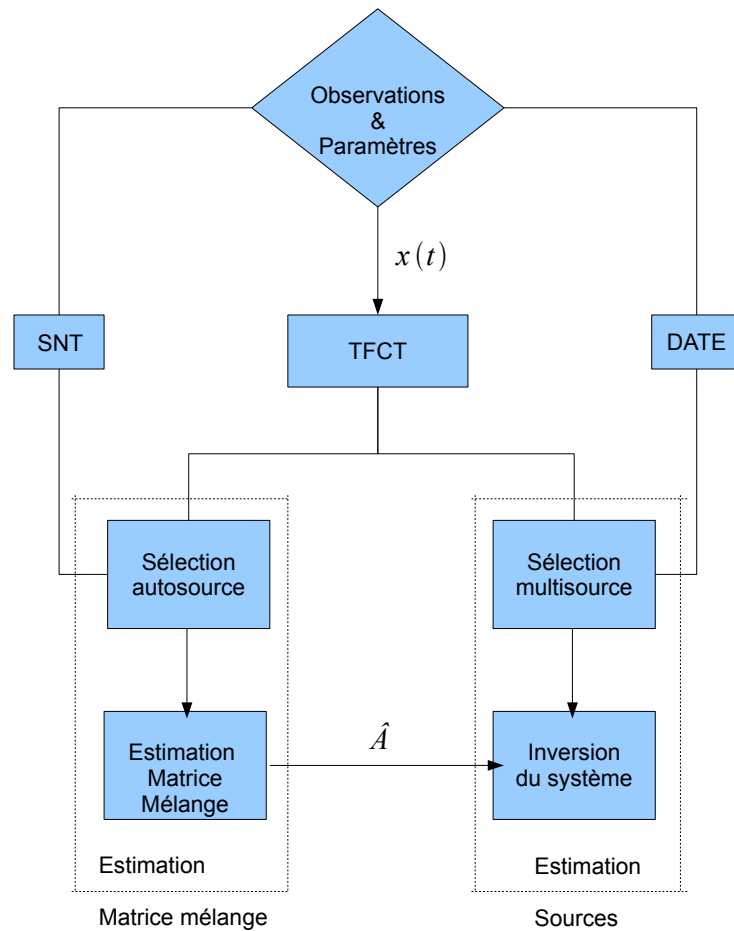 Observations
&
Paramètres
x(t)
SNT
TFCT
DATE
Sélection
autosource
Sélection
multisource
Estimation
Matrice
Mélange
Â
Inversion
du système
Estimation
Matrice mélange
Estimation
Sources